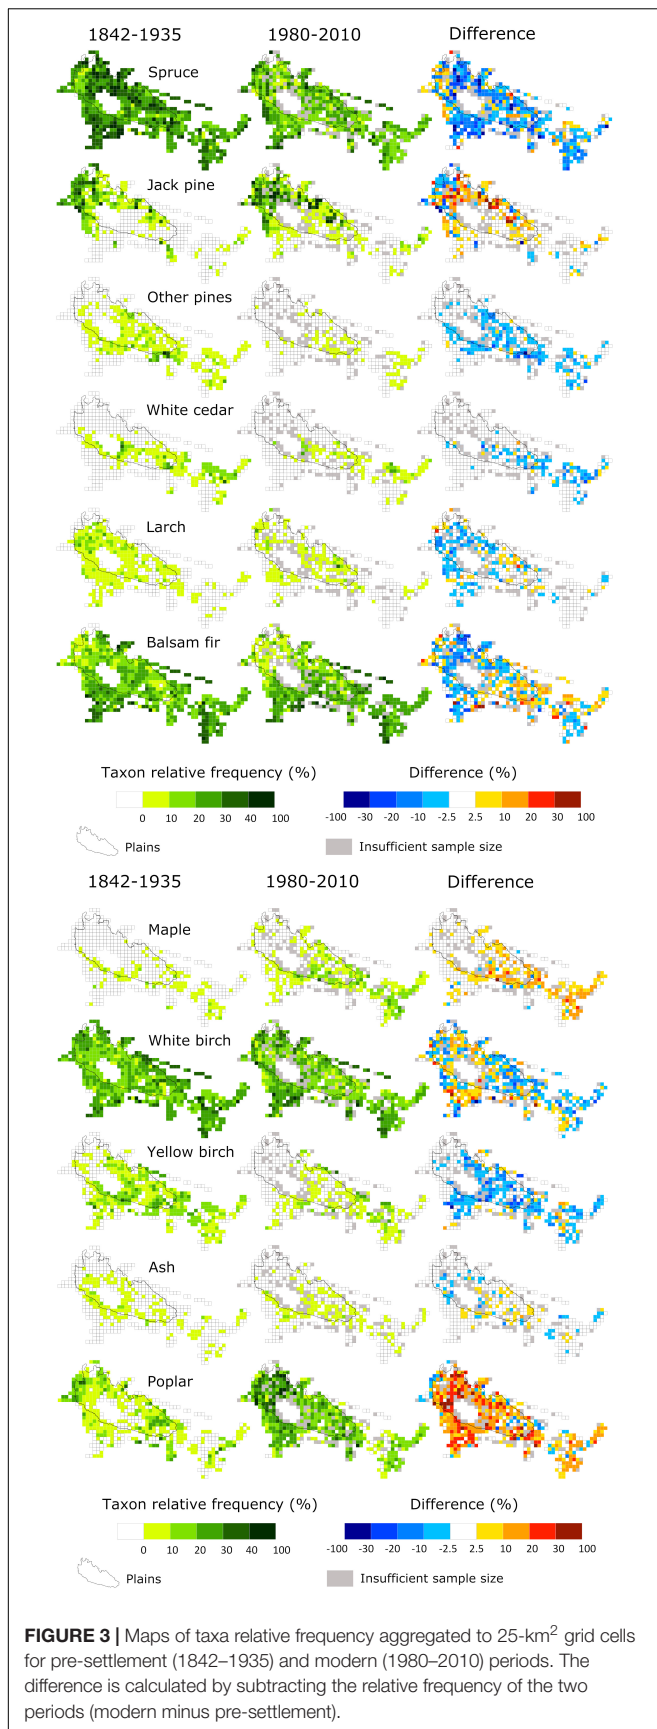 1842-1935 1980-2010 Difference
Spruce
Jack pine
Other pines
White cedar
Larch
Balsam fir
Taxon relative frequency (%) Difference (%)
0 10 20 30 40 100 -100 -30 -20 -10 -2.5 2.5 10 20 30 100
Plains Insufficient sample size
1842-1935 1980-2010 Difference
Maple
White birch
Yellow birch
Ash
Poplar
Taxon relative frequency (%) Difference (%)
0 10 20 30 40 100 -100 -30 -20 -10 -2.5 2.5 10 20 30 100
Plains Insufficient sample size
FIGURE 3 | Maps of taxa relative frequency aggregated to 25-km² grid cells
for pre-settlement (1842–1935) and modern (1980–2010) periods. The
difference is calculated by subtracting the relative frequency of the two
periods (modern minus pre-settlement).